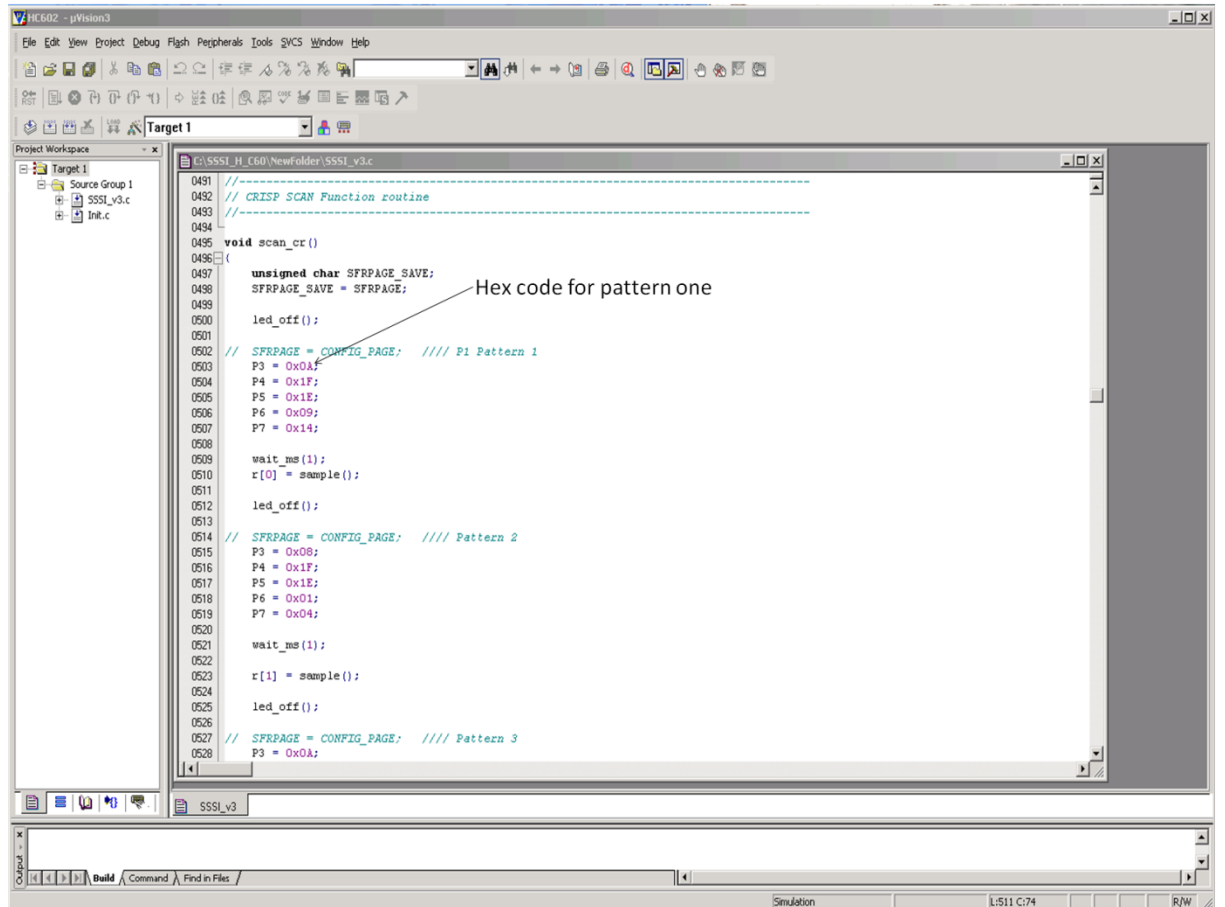 HC602 - µVision3
File Edit View Project Debug Flash Peripherals Tools SVCS Window Help
Target 1
Project Workspace
Target 1
Source Group 1
SSSI_v3.c
Init.c
C:\SSSI_H_C60\NewFolder\SSSI_v3.c
0491 //------------------------------------------------------------------------------------
0492 // CRISP SCAN Function routine
0493 //------------------------------------------------------------------------------------
0494
0495 void scan_cr()
0496 {
0497 unsigned char SFRPAGE_SAVE;
0498 SFRPAGE_SAVE = SFRPAGE;
Hex code for pattern one
0499
0500 led_off();
0501
0502 // SFRPAGE = CONFIG_PAGE; //// P1 Pattern 1
0503 P3 = 0x0A;
0504 P4 = 0x1F;
0505 P5 = 0x1E;
0506 P6 = 0x09;
0507 P7 = 0x14;
0508
0509 wait_ms(1);
0510 r[0] = sample();
0511
0512 led_off();
0513
0514 // SFRPAGE = CONFIG_PAGE; //// Pattern 2
0515 P3 = 0x08;
0516 P4 = 0x1F;
0517 P5 = 0x1E;
0518 P6 = 0x01;
0519 P7 = 0x04;
0520
0521 wait_ms(1);
0522
0523 r[1] = sample();
0524
0525 led_off();
0526
0527 // SFRPAGE = CONFIG_PAGE; //// Pattern 3
0528 P3 = 0x0A;
SSSI_v3
Output
Build Command Find in Files
Simulation L:511 C:74 R/W